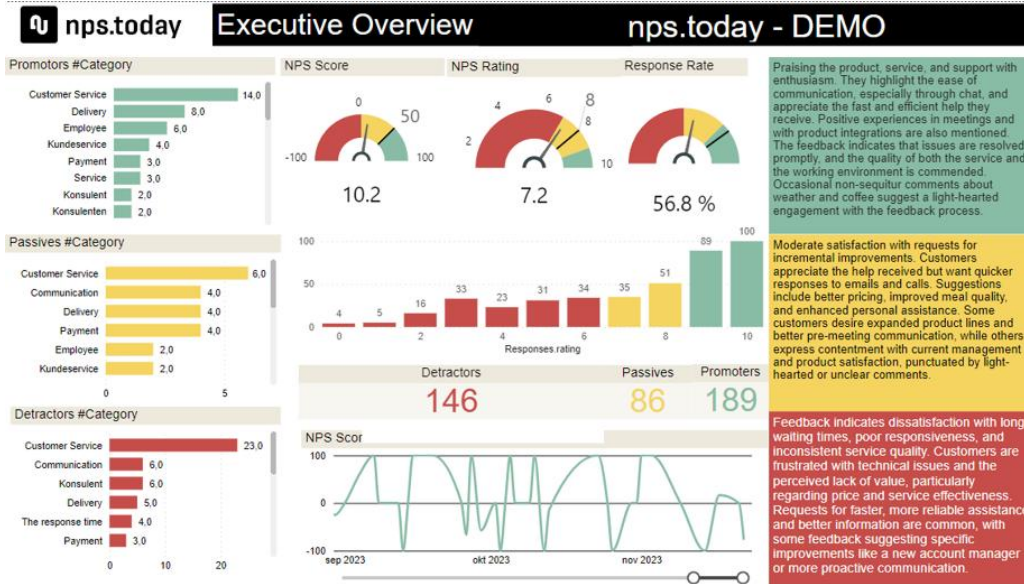 nps.today
Executive Overview
nps.today - DEMO
Promotors #Category
Customer Service 14,0
Delivery 8,0
Employee 6,0
Kundeservice 4,0
Payment 3,0
Service 3,0
Konsulent 2,0
Konsulenten 2,0
NPS Score
0
50
-100
100
10.2
NPS Rating
2
4
6
8
8
10
7.2
Response Rate
56.8 %
Passives #Category
Customer Service 6,0
Communication 4,0
Delivery 4,0
Payment 4,0
Employee 2,0
Kundeservice 2,0
0 5
100
50
0
4 5 16 33 23 31 34 35 51 89 100
0 2 4 6 8 10
Responses.rating
Detractors Passives Promoters
146 86 189
Detractors #Category
Customer Service 23,0
Communication 6,0
Konsulent 6,0
Delivery 5,0
The response time 4,0
Payment 3,0
0 10 20
NPS Scor
100
0
-100
sep 2023 okt 2023 nov 2023
Praising the product, service, and support with
enthusiasm. They highlight the ease of
communication, especially through chat, and
appreciate the fast and efficient help they
receive. Positive experiences in meetings and
with product integrations are also mentioned.
The feedback indicates that issues are resolved
promptly, and the quality of both the service and
the working environment is commended.
Occasional non-sequitur comments about
weather and coffee suggest a light-hearted
engagement with the feedback process.
Moderate satisfaction with requests for
incremental improvements. Customers
appreciate the help received but want quicker
responses to emails and calls. Suggestions
include better pricing, improved meal quality,
and enhanced personal assistance. Some
customers desire expanded product lines and
better pre-meeting communication, while others
express contentment with current management
and product satisfaction, punctuated by light-
hearted or unclear comments.
Feedback indicates dissatisfaction with long
waiting times, poor responsiveness, and
inconsistent service quality. Customers are
frustrated with technical issues and the
perceived lack of value, particularly
regarding price and service effectiveness.
Requests for faster, more reliable assistance
and better information are common, with
some feedback suggesting specific
improvements like a new account manager
or more proactive communication.